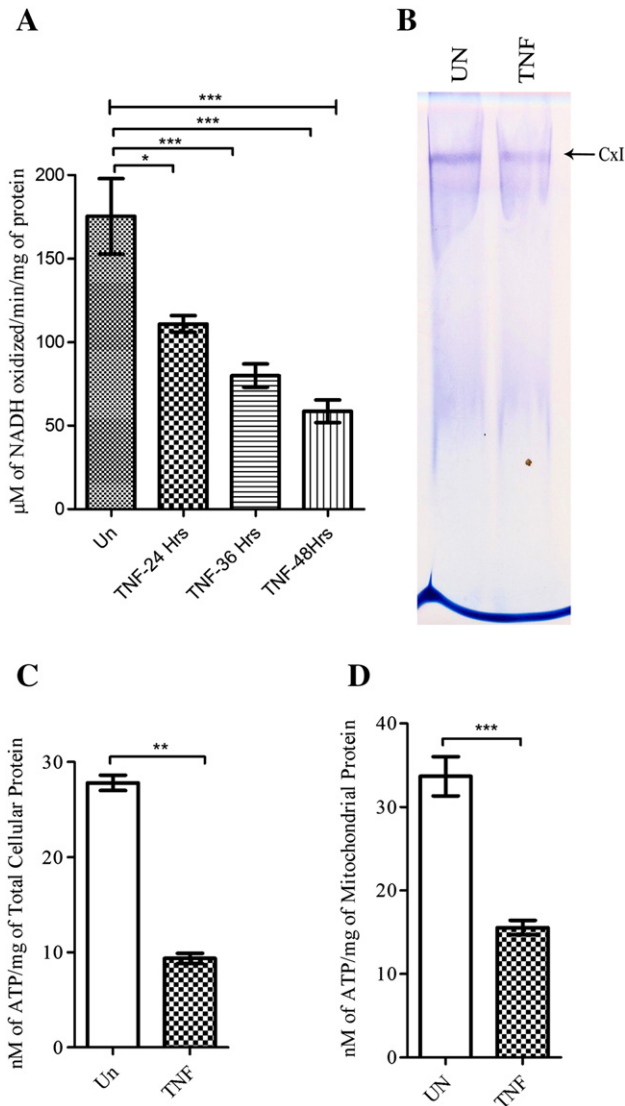 A
***
***
***
*
200
150
100
50
0
µM of NADH oxidized/min/mg of protein
Un
TNF-24 Hrs
TNF-36 Hrs
TNF-48Hrs
B
UN
TNF
CxI
C
**
30
20
10
0
nM of ATP/mg of Total Cellular Protein
Un
TNF
D
***
40
30
20
10
0
nM of ATP/mg of Mitochondrial Protein
UN
TNF